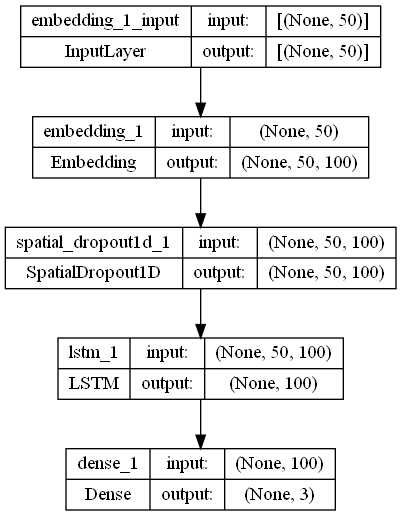 embedding_1_input input: [(None, 50)]
InputLayer output: [(None, 50)]
embedding_1 input: (None, 50)
Embedding output: (None, 50, 100)
spatial_dropout1d_1 input: (None, 50, 100)
SpatialDropout1D output: (None, 50, 100)
lstm_1 input: (None, 50, 100)
LSTM output: (None, 100)
dense_1 input: (None, 100)
Dense output: (None, 3)